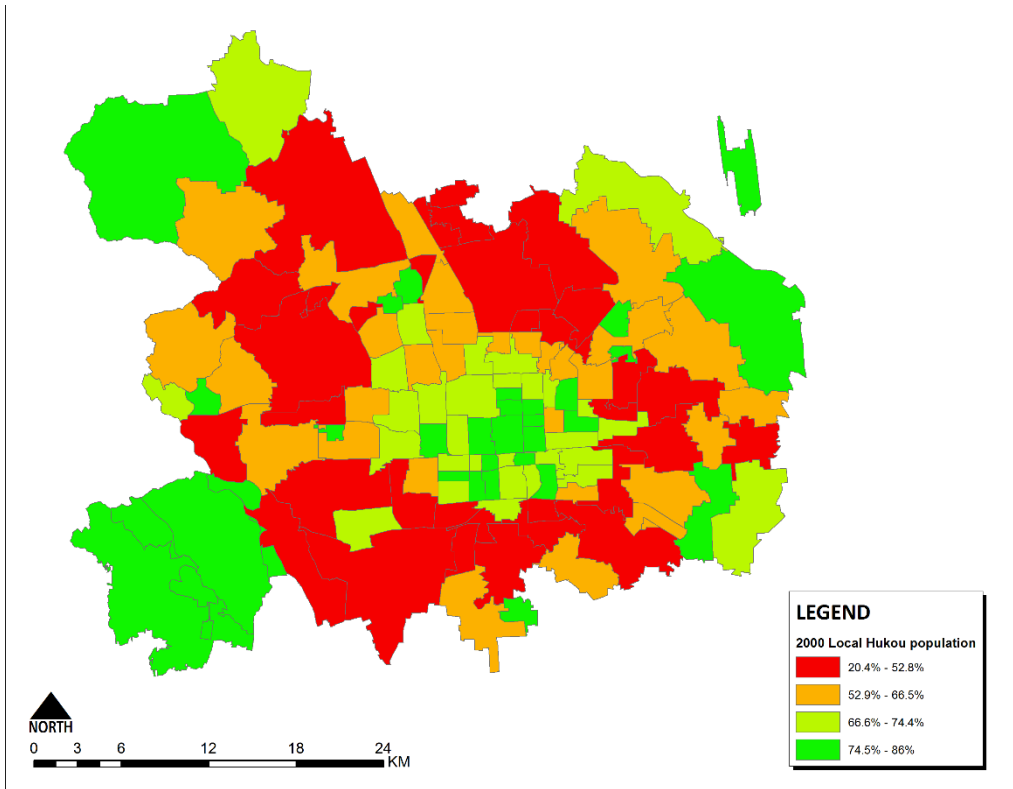 LEGEND
2000 Local Hukou population
20.4% - 52.8%
52.9% - 66.5%
66.6% - 74.4%
74.5% - 86%
NORTH
0 3 6 12 18 24
KM